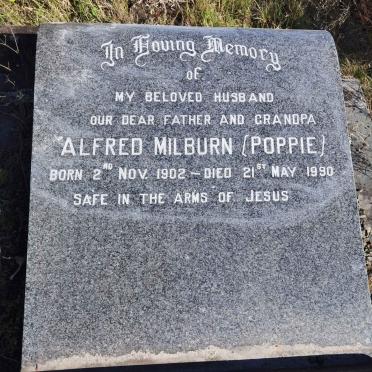 In Loving Memory
of
MY BELOVED HUSBAND
OUR DEAR FATHER AND GRANDPA
ALFRED MILBURN (POPPIE)
BORN 2ND NOV. 1902 – DIED 21ST MAY 1990
"SAFE IN THE ARMS OF JESUS"